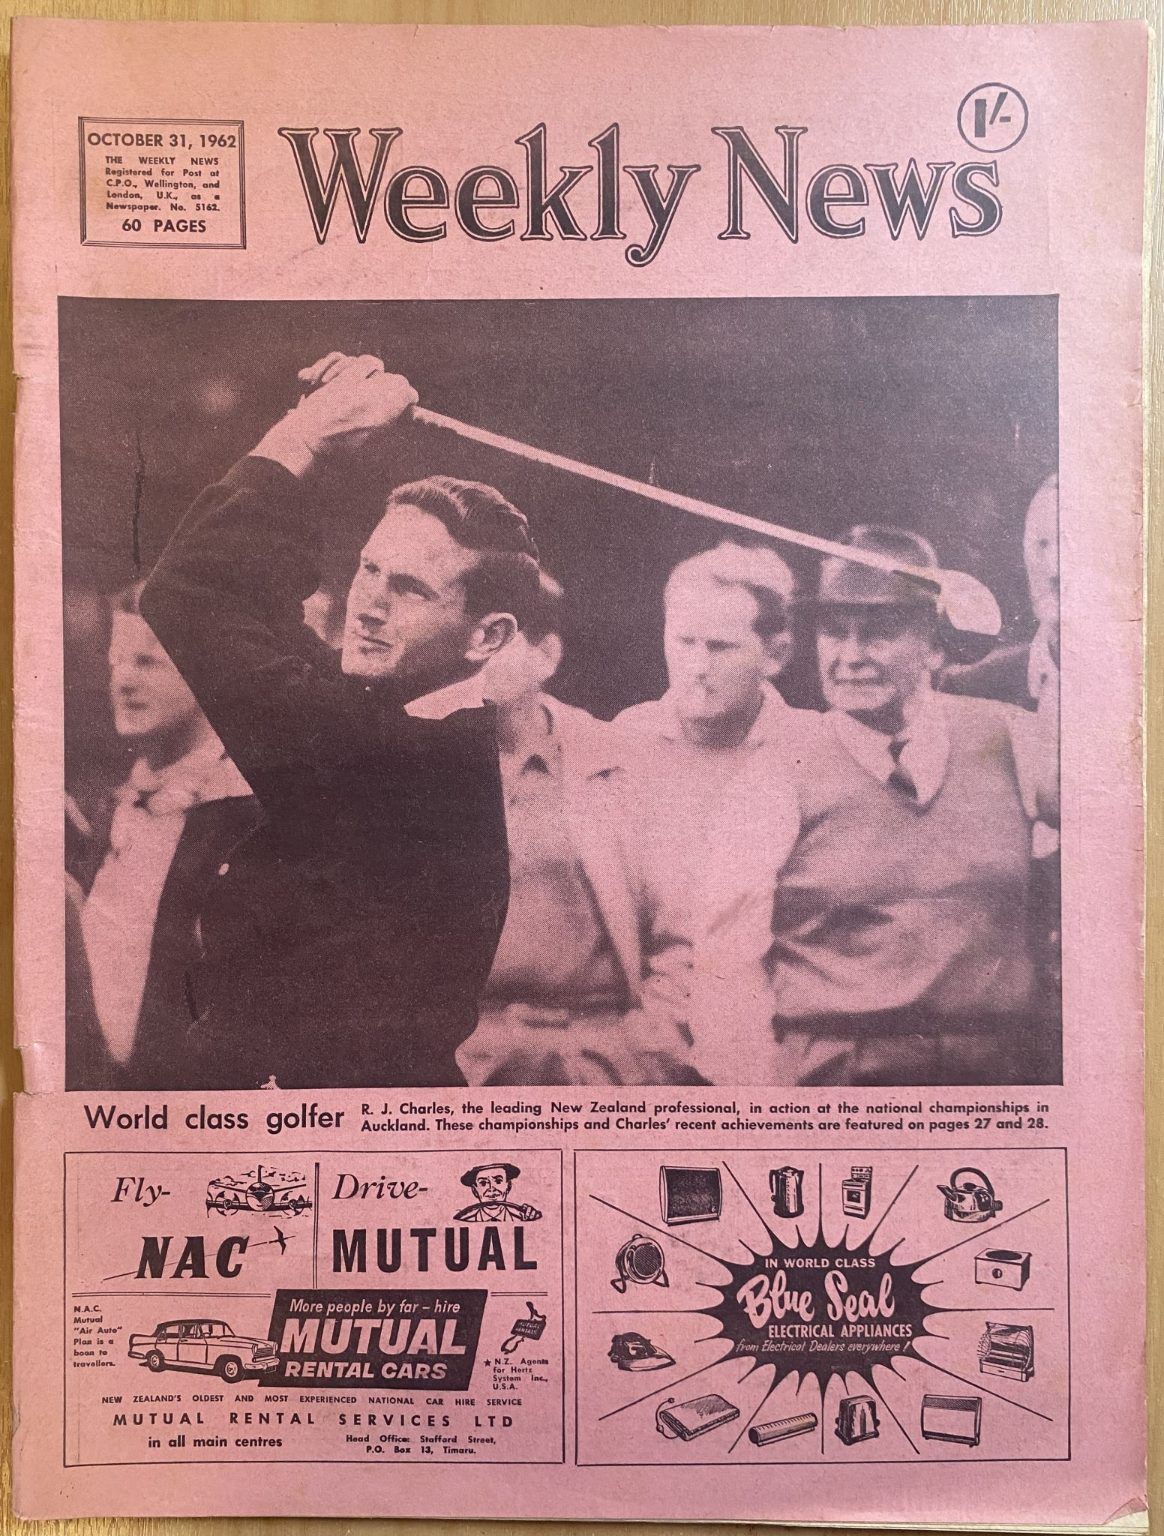 OCTOBER 31, 1962
THE WEEKLY NEWS
Registered for Post at
C.P.O., Wellington, and
London, U.K., as a
Newspaper. No. 5162.
60 PAGES
Weekly News
1/-
World class golfer
R. J. Charles, the leading New Zealand professional, in action at the national championships in
Auckland. These championships and Charles' recent achievements are featured on pages 27 and 28.
Fly-
NAC
Drive-
MUTUAL
N.A.C.
Mutual
"Air Auto"
Plan is a
boon to
travellers.
More people by far – hire
MUTUAL
RENTAL CARS
MUTUAL
RENTALS
★ N.Z. Agents
for Hertz
System Inc.,
U.S.A.
NEW ZEALAND'S OLDEST AND MOST EXPERIENCED NATIONAL CAR HIRE SERVICE
MUTUAL RENTAL SERVICES LTD
in all main centres
Head Office: Stafford Street,
P.O. Box 13, Timaru.
IN WORLD CLASS
Blue Seal
ELECTRICAL APPLIANCES
from Electrical Dealers everywhere!